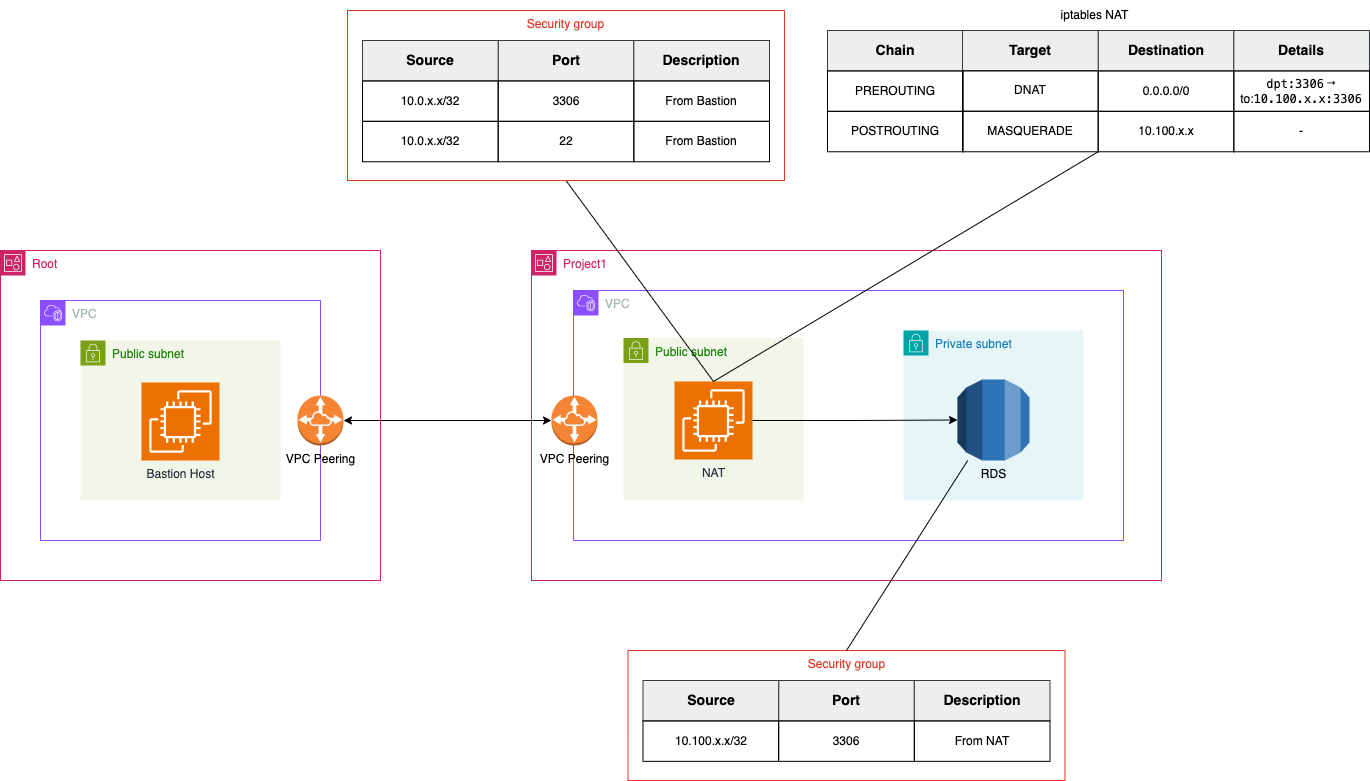 Security group
Source Port Description
10.0.x.x/32 3306 From Bastion
10.0.x.x/32 22 From Bastion
iptables NAT
Chain Target Destination Details
PREROUTING DNAT 0.0.0.0/0 dpt:3306 →
to:10.100.x.x:3306
POSTROUTING MASQUERADE 10.100.x.x -
Root
VPC
Public subnet
Bastion Host
VPC Peering
Project1
VPC
VPC Peering
Public subnet
NAT
Private subnet
RDS
Security group
Source Port Description
10.100.x.x/32 3306 From NAT